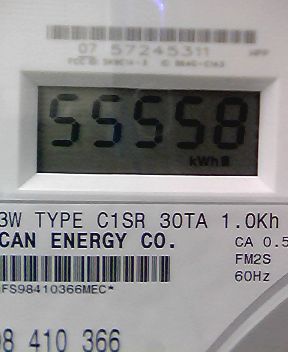 07 57245311
55558
kWh
3W TYPE C1SR 30TA 1.0Kh
CAN ENERGY CO.
CA 0.5
FM2S
60Hz
FS98410366MEC*
98 410 366